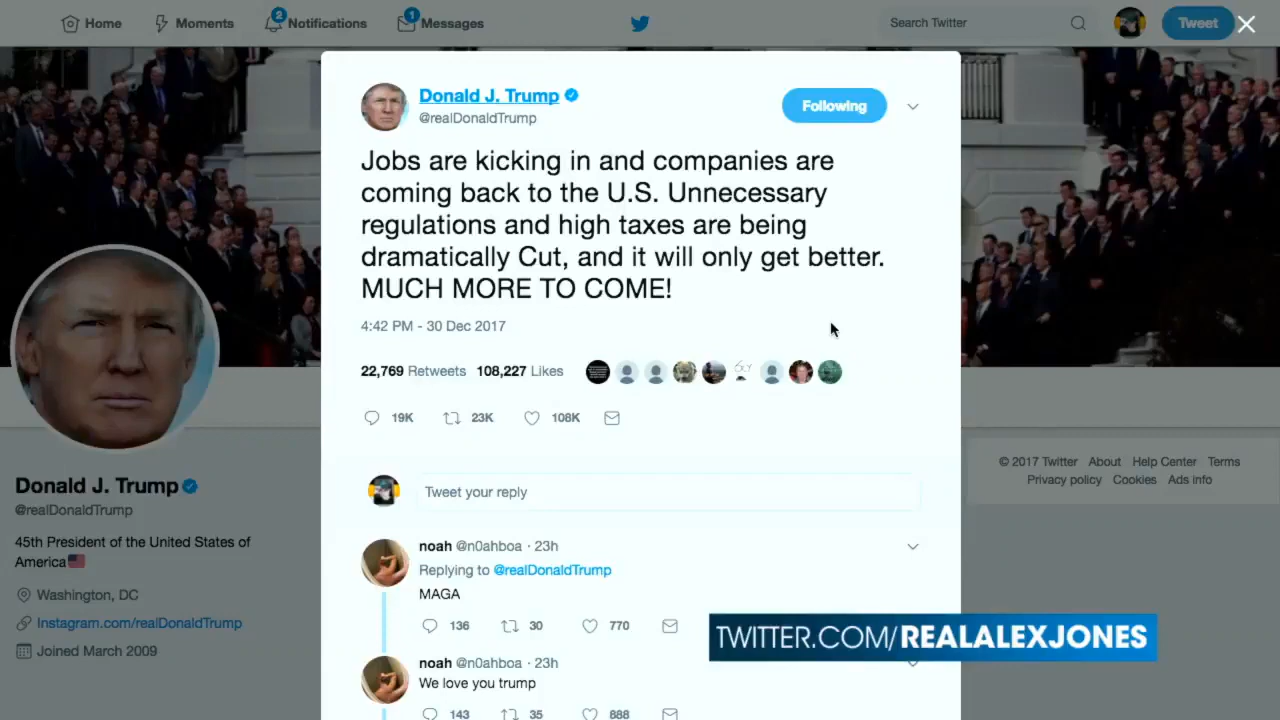 Home
Moments
2
Notifications
1
Messages
Search Twitter
Tweet
Donald J. Trump
@realDonaldTrump
Following
Jobs are kicking in and companies are
coming back to the U.S. Unnecessary
regulations and high taxes are being
dramatically Cut, and it will only get better.
MUCH MORE TO COME!
4:42 PM - 30 Dec 2017
22,769 Retweets 108,227 Likes
19K 23K 108K
Tweet your reply
noah @n0ahboa · 23h
Replying to @realDonaldTrump
MAGA
136 30 770
noah @n0ahboa · 23h
We love you trump
143 35 888
Donald J. Trump
@realDonaldTrump
45th President of the United States of
America
Washington, DC
Instagram.com/realDonaldTrump
Joined March 2009
© 2017 Twitter About Help Center Terms
Privacy policy Cookies Ads info
TWITTER.COM/REALALEXJONES